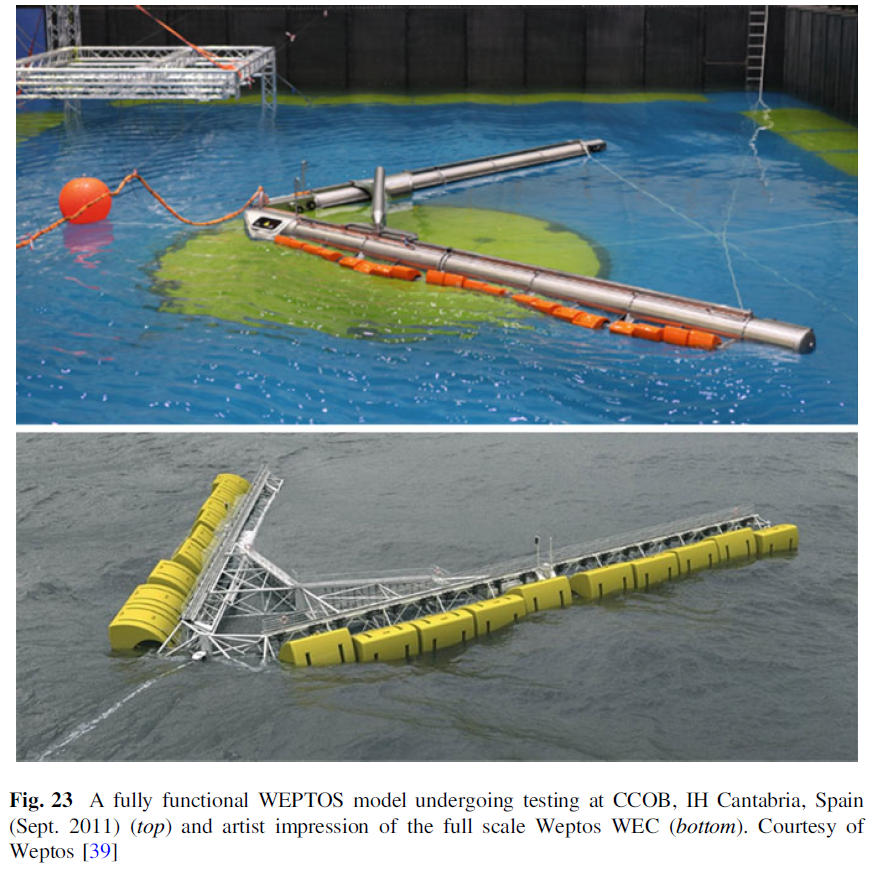 Fig. 23 A fully functional WEPTOS model undergoing testing at CCOB, IH Cantabria, Spain
(Sept. 2011) (top) and artist impression of the full scale Weptos WEC (bottom). Courtesy of
Weptos [39]